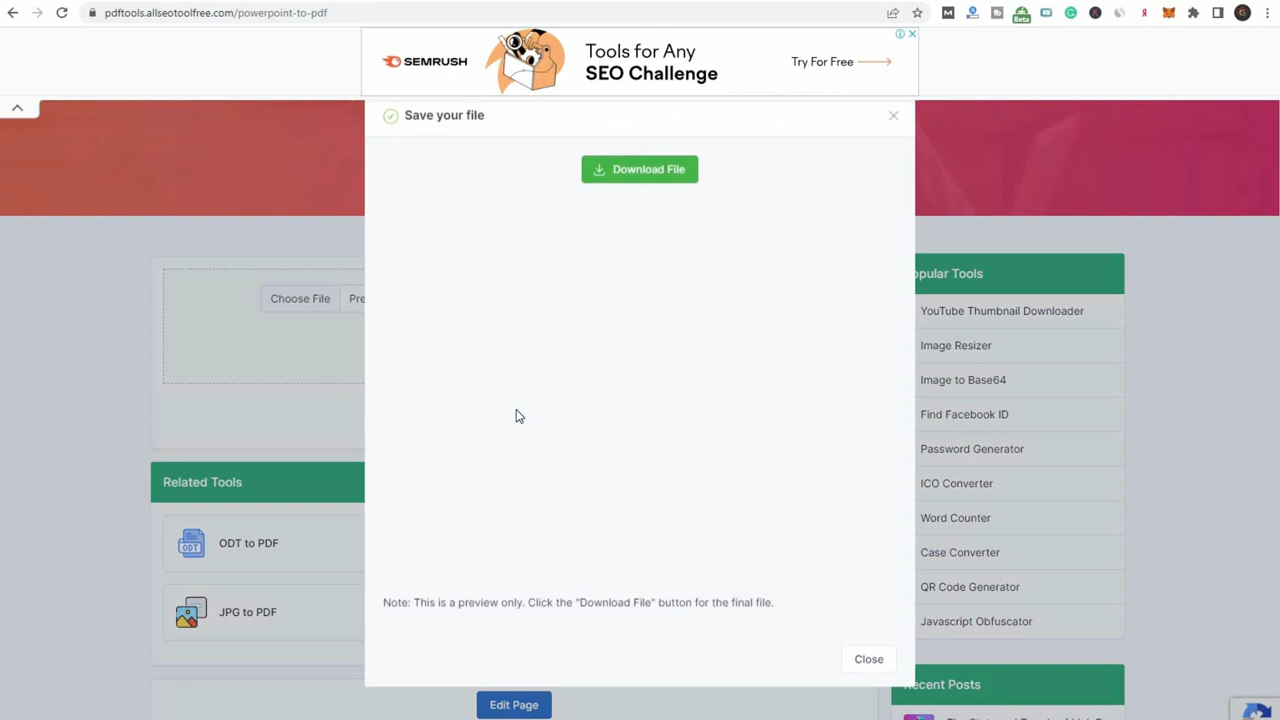 pdftools.allseotoolfree.com/powerpoint-to-pdf
Beta
G
SEMRUSH
Tools for Any
SEO Challenge
Try For Free
Save your file
Download File
Choose File
Pre
Popular Tools
YouTube Thumbnail Downloader
Image Resizer
Image to Base64
Find Facebook ID
Password Generator
ICO Converter
Word Counter
Case Converter
QR Code Generator
Javascript Obfuscator
Related Tools
ODT
ODT to PDF
JPG to PDF
Note: This is a preview only. Click the "Download File" button for the final file.
Close
Edit Page
Recent Posts